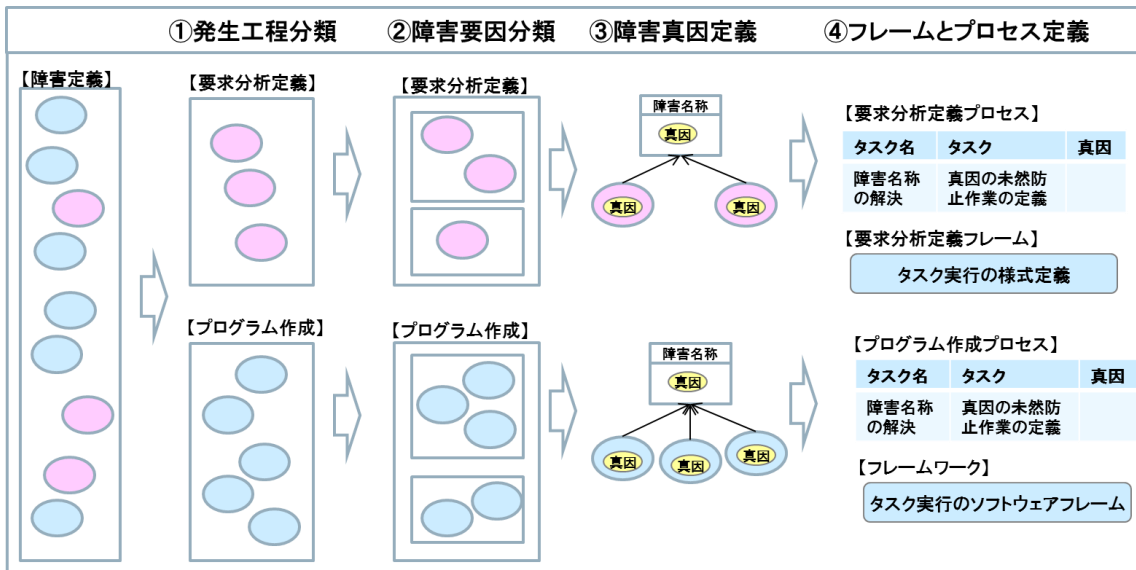 ①発生工程分類
②障害要因分類
③障害真因定義
④フレームとプロセス定義
【障害定義】
【要求分析定義】
【要求分析定義】
障害名称
真因
真因
真因
【要求分析定義プロセス】
タスク名 タスク 真因
障害名称の解決 真因の未然防止作業の定義
【要求分析定義フレーム】
タスク実行の様式定義
【プログラム作成】
【プログラム作成】
障害名称
真因
真因
真因
真因
【プログラム作成プロセス】
タスク名 タスク 真因
障害名称の解決 真因の未然防止作業の定義
【フレームワーク】
タスク実行のソフトウェアフレーム